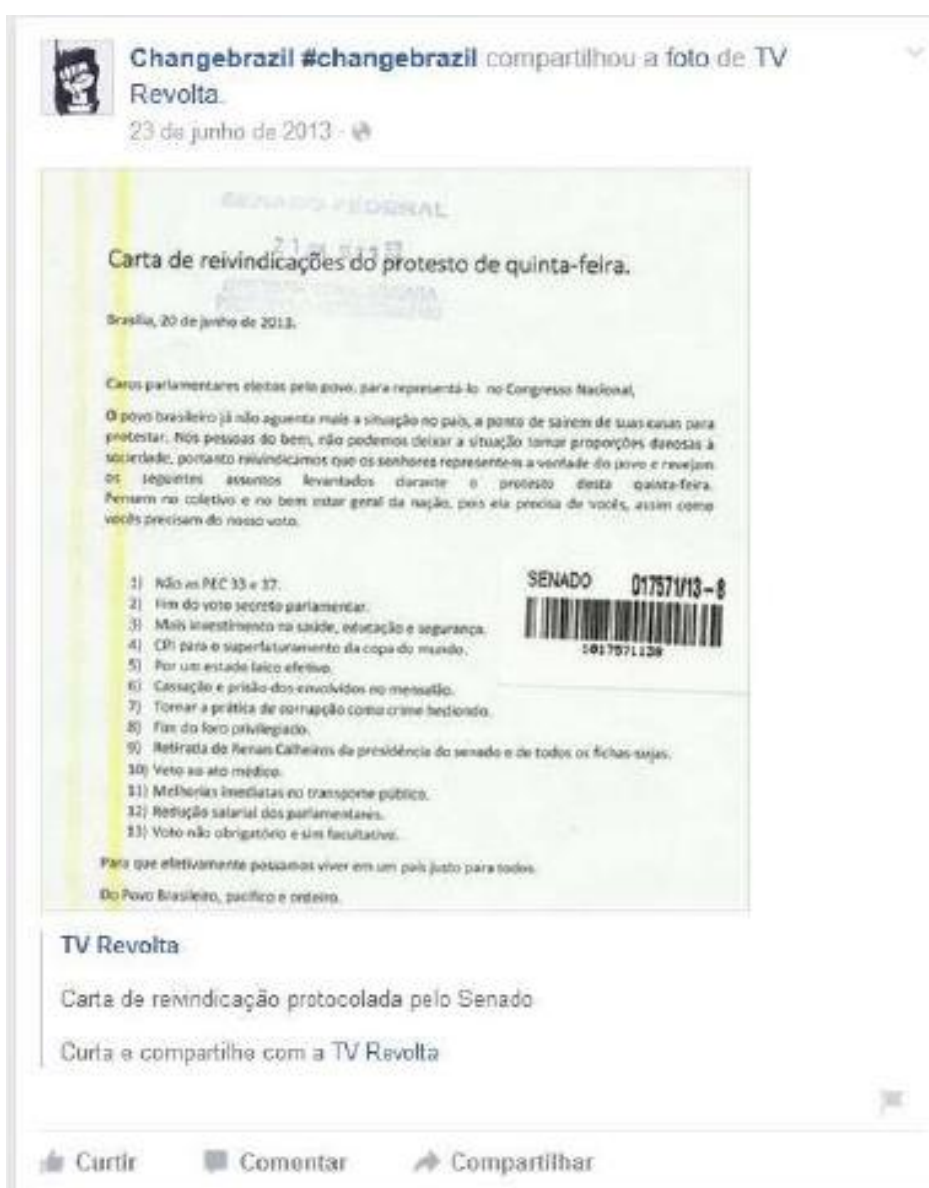 Changebrazil #changebrazil compartilhou a foto de TV
Revolta.
23 de junho de 2013
SENADO FEDERAL
Carta de reivindicações do protesto de quinta-feira.
Brasília, 20 de junho de 2013.
Caros parlamentares eleitos pelo povo, para representá-lo no Congresso Nacional,
O povo brasileiro já não aguenta mais a situação no país, a ponto de saírem de suas casas para
protestar. Nós pessoas do bem, não podemos deixar a situação tomar proporções danosas à
sociedade, portanto reivindicamos que os senhores representem a vontade do povo e revejam
os seguintes assuntos levantados durante o protesto desta quinta-feira.
Pensem no coletivo e no bem estar geral da nação, pois ela precisa de vocês, assim como
vocês precisam do nosso voto.
1) Não as PEC 33 e 37.
2) Fim do voto secreto parlamentar.
3) Mais investimento na saúde, educação e segurança.
4) CPI para o superfaturamento da copa do mundo.
5) Por um estado laico efetivo.
6) Cassação e prisão dos envolvidos no mensalão.
7) Tornar a prática de corrupção como crime hediondo.
8) Fim do foro privilegiado.
9) Retirada de Renan Calheiros da presidência do senado e de todos os fichas sujas.
10) Veto ao ato médico.
11) Melhorias imediatas no transporte público.
12) Redução salarial dos parlamentares.
13) Voto não obrigatório e sim facultativo.
SENADO 017571/13-8
Para que efetivamente possamos viver em um país justo para todos.
Do Povo Brasileiro, pacífico e ordeiro.
TV Revolta
Carta de reivindicação protocolada pelo Senado
Curta e compartilhe com a TV Revolta
Curtir Comentar Compartilhar